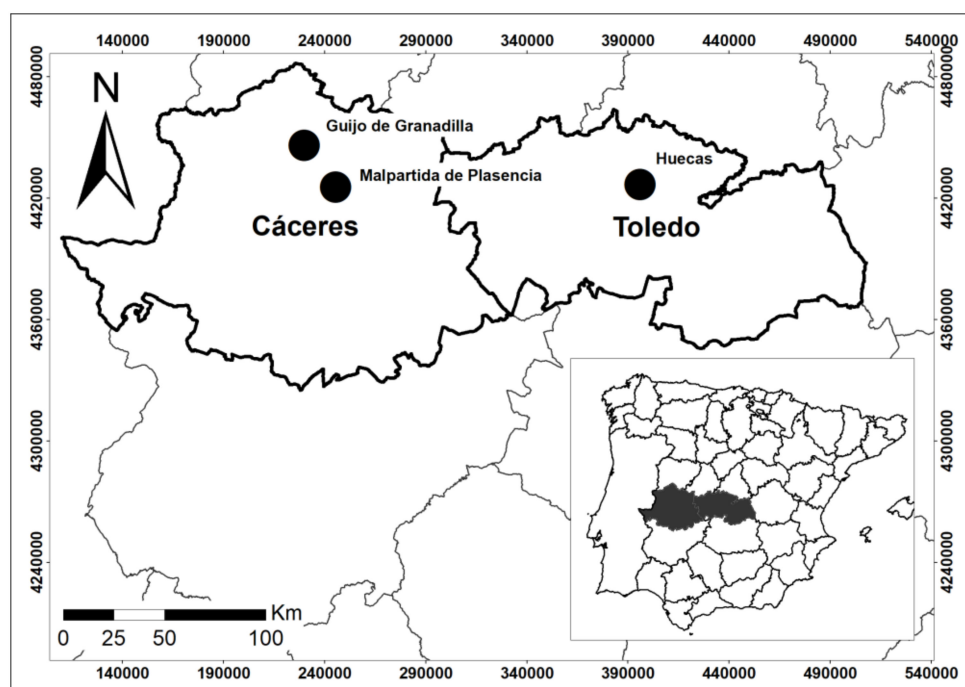 140000 190000 240000 290000 340000 390000 440000 490000 540000
4480000 4480000
N
Guijo de Granadilla
Huecas
Malpartida de Plasencia
4420000 4420000
Cáceres Toledo
4360000 4360000
4300000 4300000
4240000 4240000
Km
0 25 50 100
140000 190000 240000 290000 340000 390000 440000 490000 540000